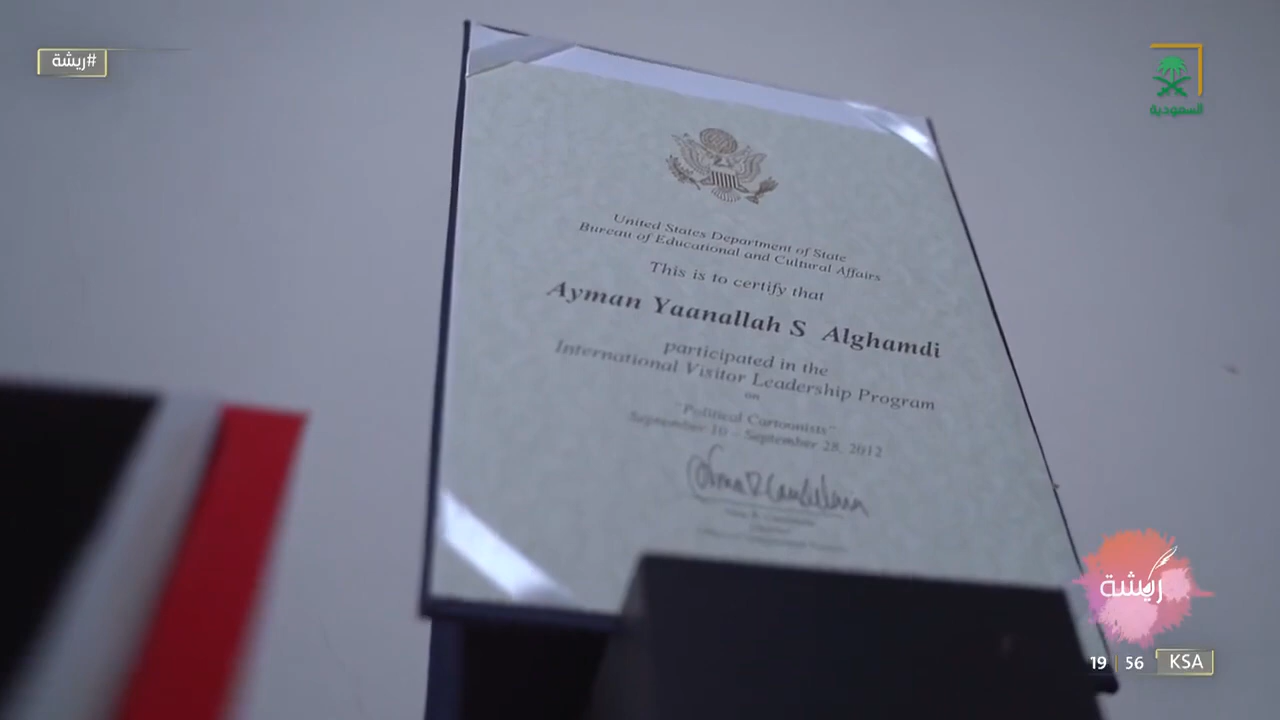 #ريشة
السعودية
United States Department of State
Bureau of Educational and Cultural Affairs
This is to certify that
Ayman Yaanallah S Alghamdi
participated in the
International Visitor Leadership Program
on
"Political Cartoonists"
September 10 - September 28, 2012
ريشة
19 | 56 KSA